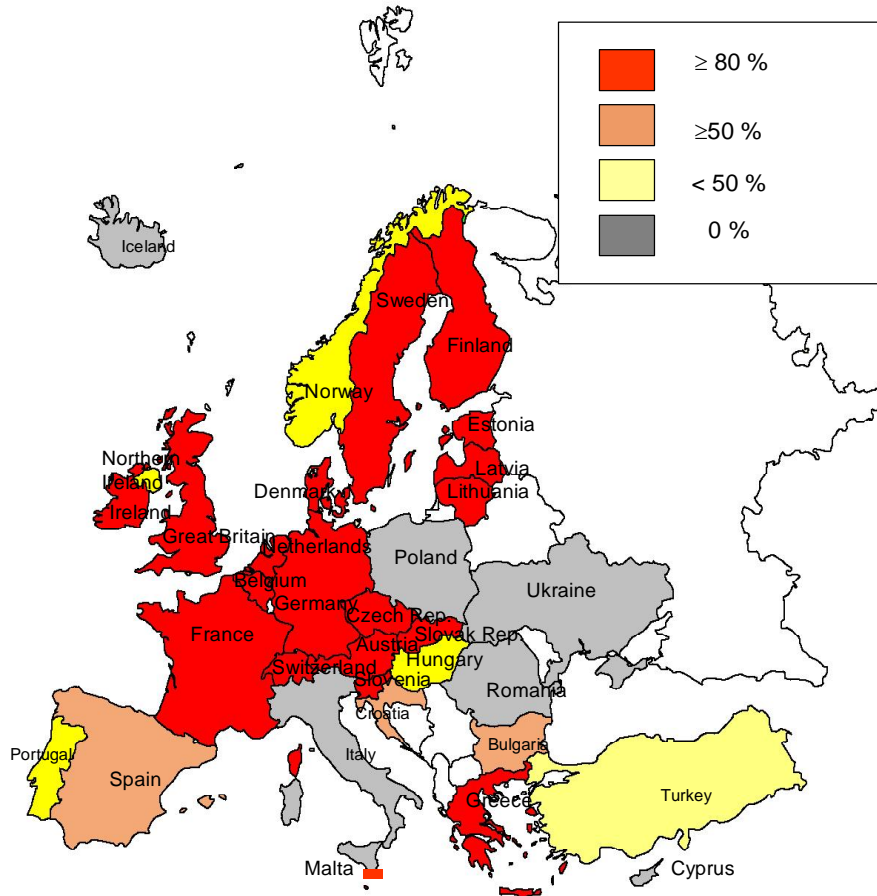 ≥ 80 %
≥50 %
< 50 %
0 %
Iceland
Sweden
Finland
Norway
Estonia
Northern
Ireland
Latvia
Denmark
Lithuania
Ireland
Great Britain
Netherlands
Poland
Belgium
Ukraine
Germany
Czech Rep.
France
Slovak Rep.
Austria
Hungary
Switzerland
Slovenia
Romania
Croatia
Portugal
Italy
Bulgaria
Spain
Greece
Turkey
Malta
Cyprus